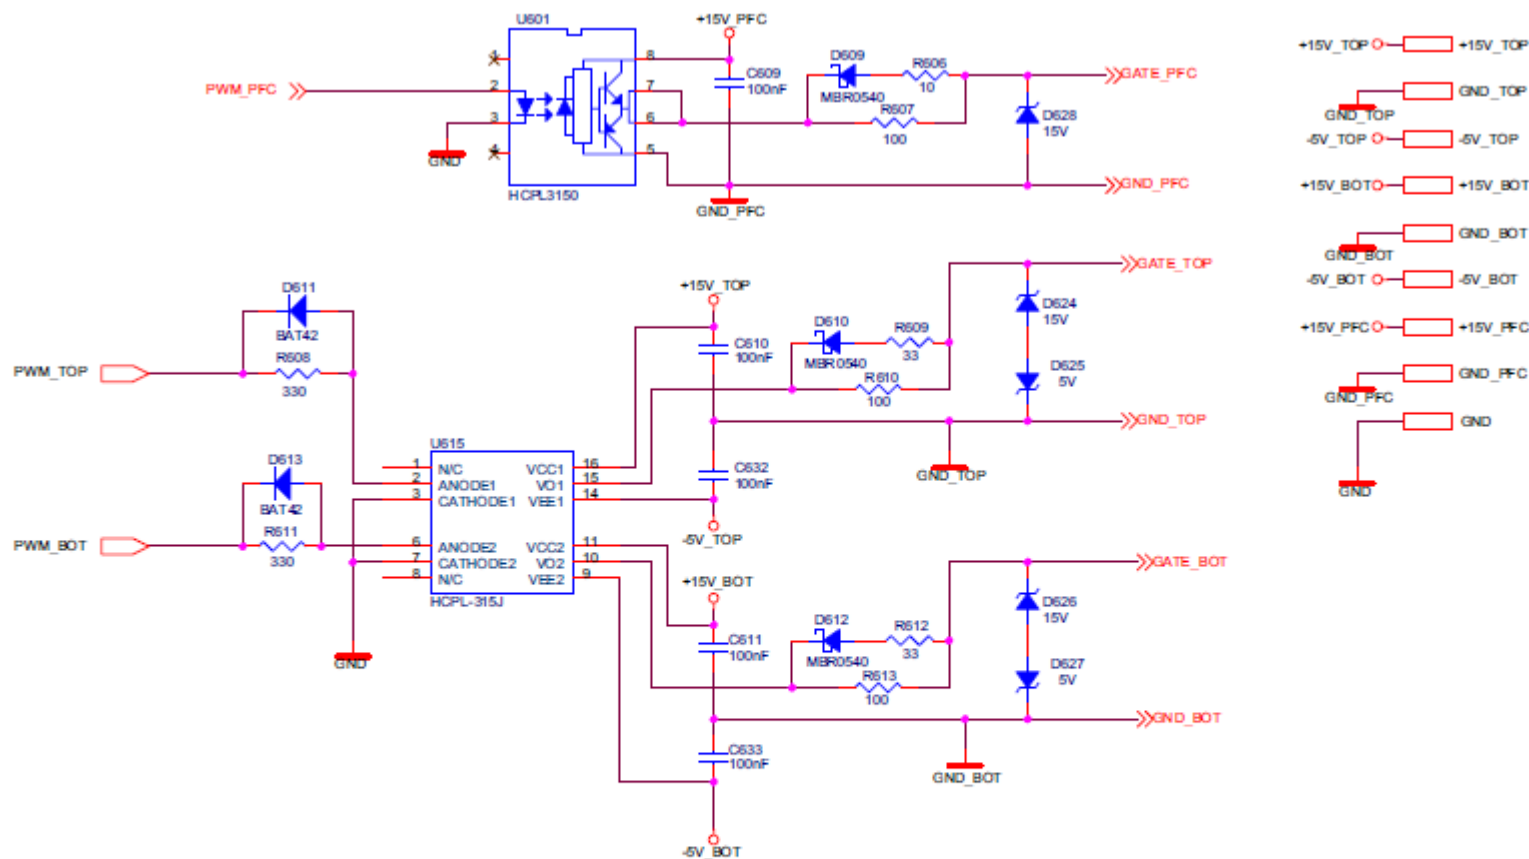 U601
+15V_PFC
1
8
PWM_PFC
2
7
3
6
4
5
GND
HCPL3150
C609
100nF
GND_PFC
D609
MBR0540
R606
10
R607
100
GATE_PFC
D628
15V
GND_PFC
+15V_TOP
+15V_TOP
GND_TOP
GND_TOP
-5V_TOP
-5V_TOP
+15V_BOT
+15V_BOT
GND_BOT
GND_BOT
-5V_BOT
-5V_BOT
+15V_PFC
+15V_PFC
GND_PFC
GND_PFC
GND
GND
D611
BAT42
R608
330
PWM_TOP
D613
BAT42
R611
330
PWM_BOT
GND
U615
1 N/C VCC1 16
2 ANODE1 VO1 15
3 CATHODE1 VEE1 14
6 ANODE2 VCC2 11
7 CATHODE2 VO2 10
8 N/C VEE2 9
HCPL-315J
+15V_TOP
C610
100nF
C632
100nF
-5V_TOP
D610
MBR0540
R609
33
R610
100
GATE_TOP
D624
15V
D625
5V
GND_TOP
GND_TOP
+15V_BOT
C611
100nF
C633
100nF
-5V_BOT
D612
MBR0540
R612
33
R613
100
GATE_BOT
D626
15V
D627
5V
GND_BOT
GND_BOT